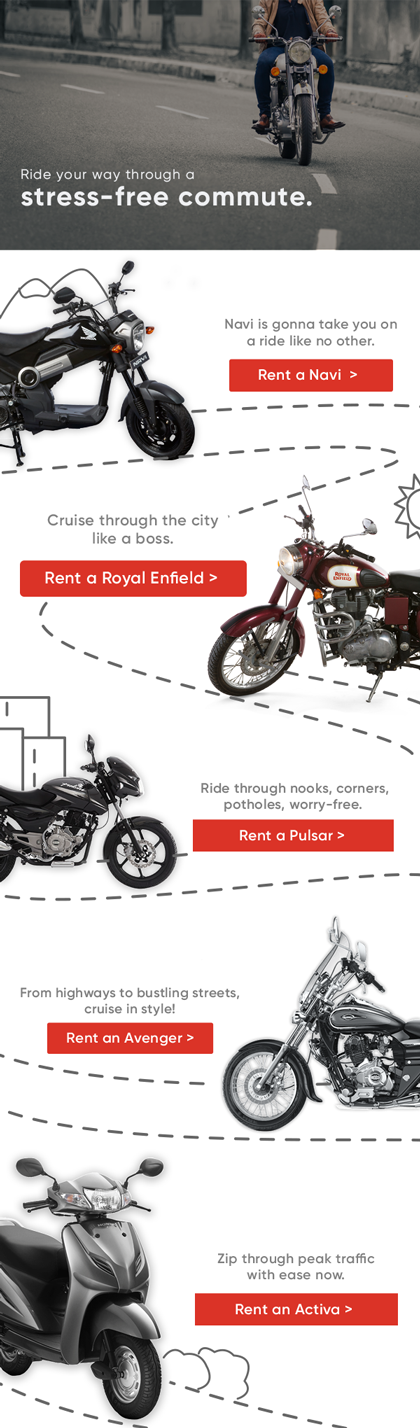 Ride your way through a
stress-free commute.
HONDA
NAVI
Navi is gonna take you on
a ride like no other.
Rent a Navi >
Cruise through the city
like a boss.
Rent a Royal Enfield >
ROYAL
ENFIELD
Ride through nooks, corners,
potholes, worry-free.
Rent a Pulsar >
From highways to bustling streets,
cruise in style!
Rent an Avenger >
Zip through peak traffic
with ease now.
Rent an Activa >